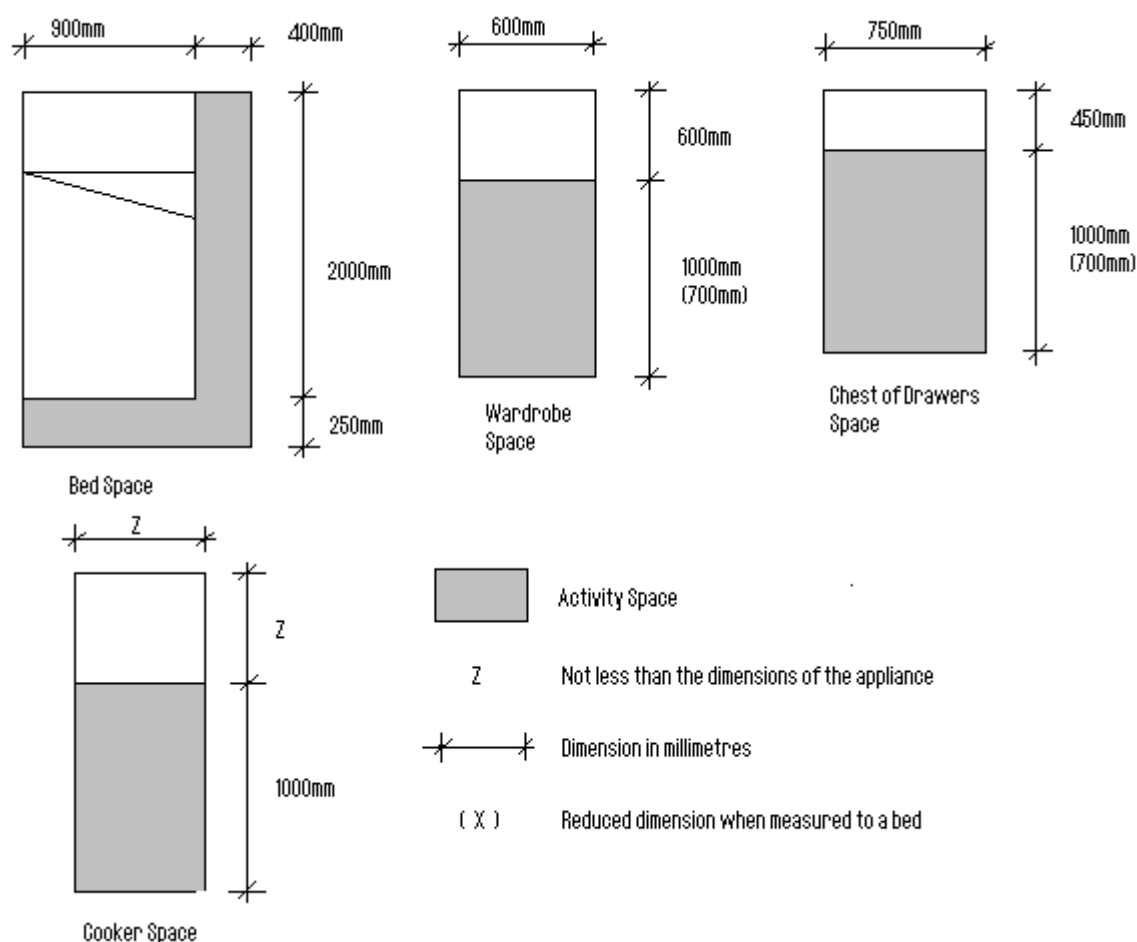 900mm
400mm
600mm
750mm
600mm
450mm
2000mm
1000mm
(700mm)
1000mm
(700mm)
250mm
Wardrobe
Space
Chest of Drawers
Space
Bed Space
Z
Z
Activity Space
Z Not less than the dimensions of the appliance
Dimension in millimetres
1000mm
( X ) Reduced dimension when measured to a bed
Cooker Space